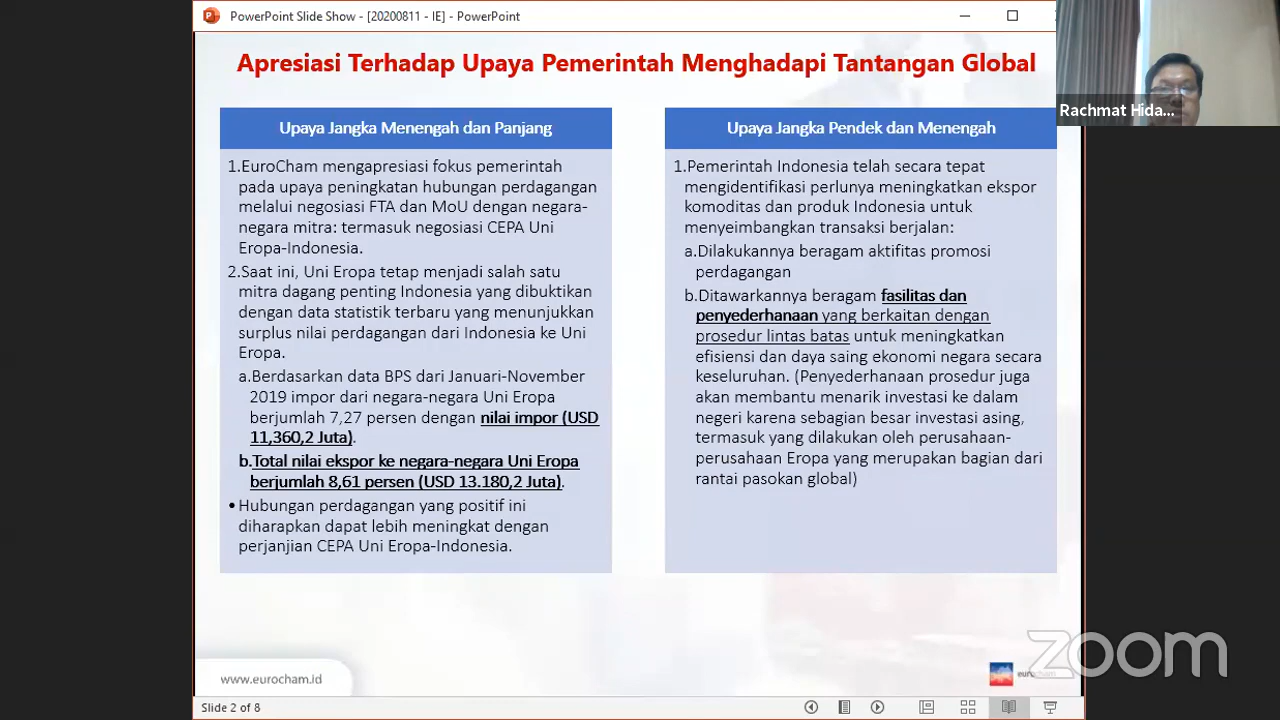 PowerPoint Slide Show - [20200811 - IE] - PowerPoint
Apresiasi Terhadap Upaya Pemerintah Menghadapi Tantangan Global
Rachmat Hida...
Upaya Jangka Menengah dan Panjang
1.EuroCham mengapresiasi fokus pemerintah
pada upaya peningkatan hubungan perdagangan
melalui negosiasi FTA dan MoU dengan negara-
negara mitra: termasuk negosiasi CEPA Uni
Eropa-Indonesia.
2.Saat ini, Uni Eropa tetap menjadi salah satu
mitra dagang penting Indonesia yang dibuktikan
dengan data statistik terbaru yang menunjukkan
surplus nilai perdagangan dari Indonesia ke Uni
Eropa.
a.Berdasarkan data BPS dari Januari-November
2019 impor dari negara-negara Uni Eropa
berjumlah 7,27 persen dengan nilai impor (USD
11,360,2 Juta).
b.Total nilai ekspor ke negara-negara Uni Eropa
berjumlah 8,61 persen (USD 13.180,2 Juta).
• Hubungan perdagangan yang positif ini
diharapkan dapat lebih meningkat dengan
perjanjian CEPA Uni Eropa-Indonesia.
Upaya Jangka Pendek dan Menengah
1.Pemerintah Indonesia telah secara tepat
mengidentifikasi perlunya meningkatkan ekspor
komoditas dan produk Indonesia untuk
menyeimbangkan transaksi berjalan:
a.Dilakukannya beragam aktifitas promosi
perdagangan
b.Ditawarkannya beragam fasilitas dan
penyederhanaan yang berkaitan dengan
prosedur lintas batas untuk meningkatkan
efisiensi dan daya saing ekonomi negara secara
keseluruhan. (Penyederhanaan prosedur juga
akan membantu menarik investasi ke dalam
negeri karena sebagian besar investasi asing,
termasuk yang dilakukan oleh perusahaan-
perusahaan Eropa yang merupakan bagian dari
rantai pasokan global)
www.eurocham.id
zoom
Slide 2 of 8